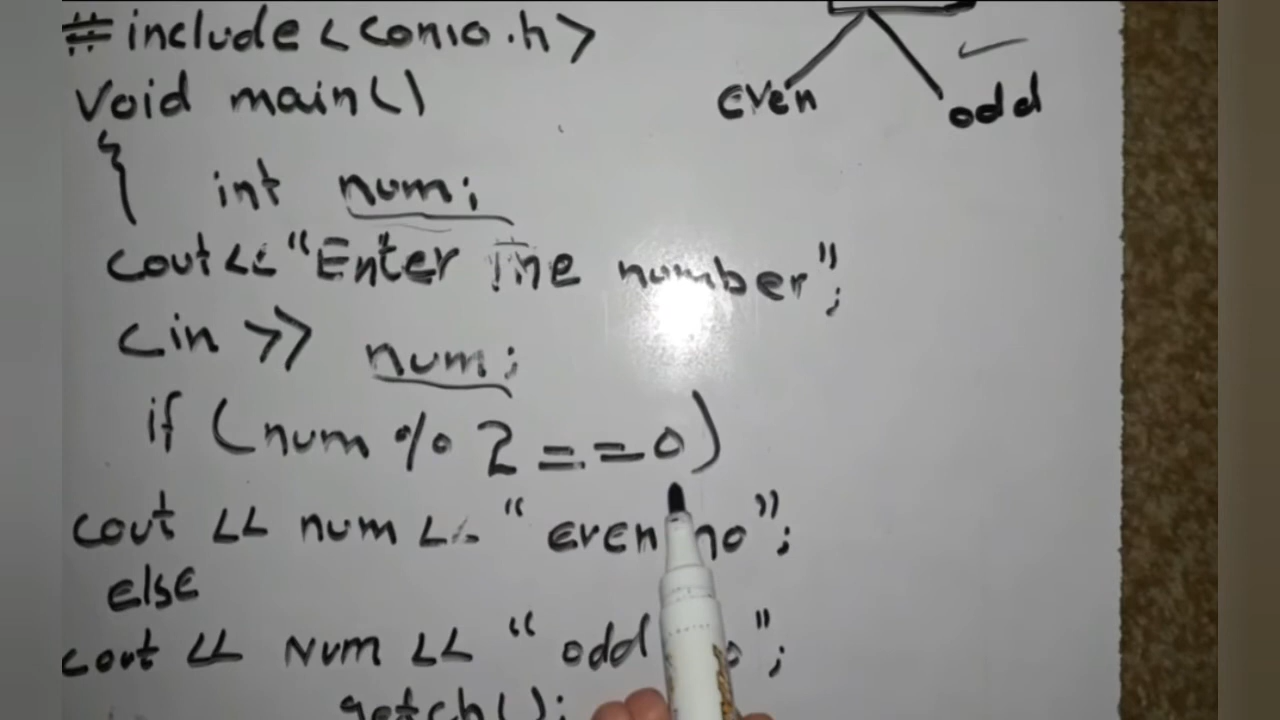 #include <conio.h>
void main()
{ int num;
cout << "Enter The number";
cin >> num;
if (num % 2 == 0)
cout << num << "even no";
else
cout << Num << "odd
getch();
even
odd